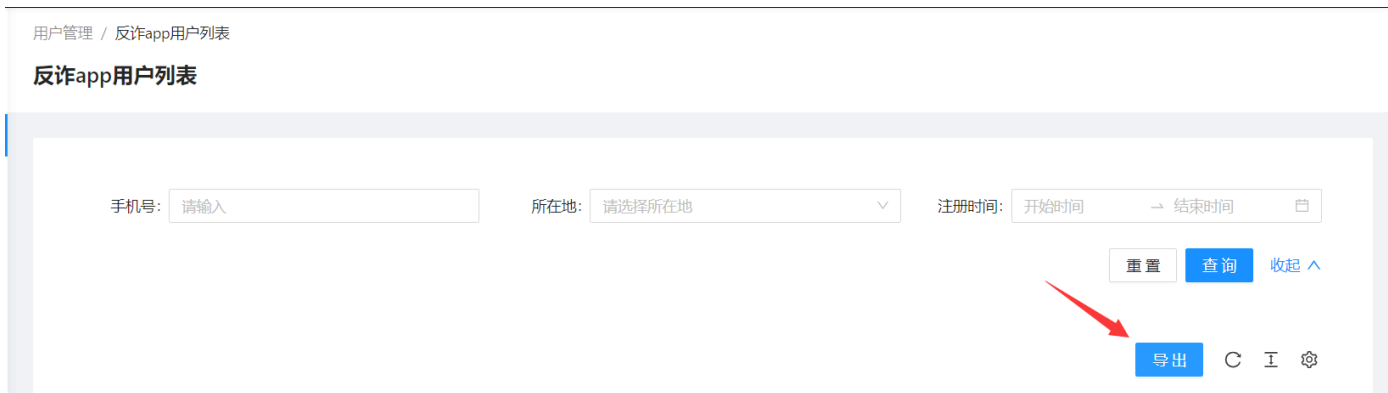 用户管理 / 反诈app用户列表
反诈app用户列表
手机号: 请输入 所在地: 请选择所在地 注册时间: 开始时间 → 结束时间
重置 查询 收起
导出